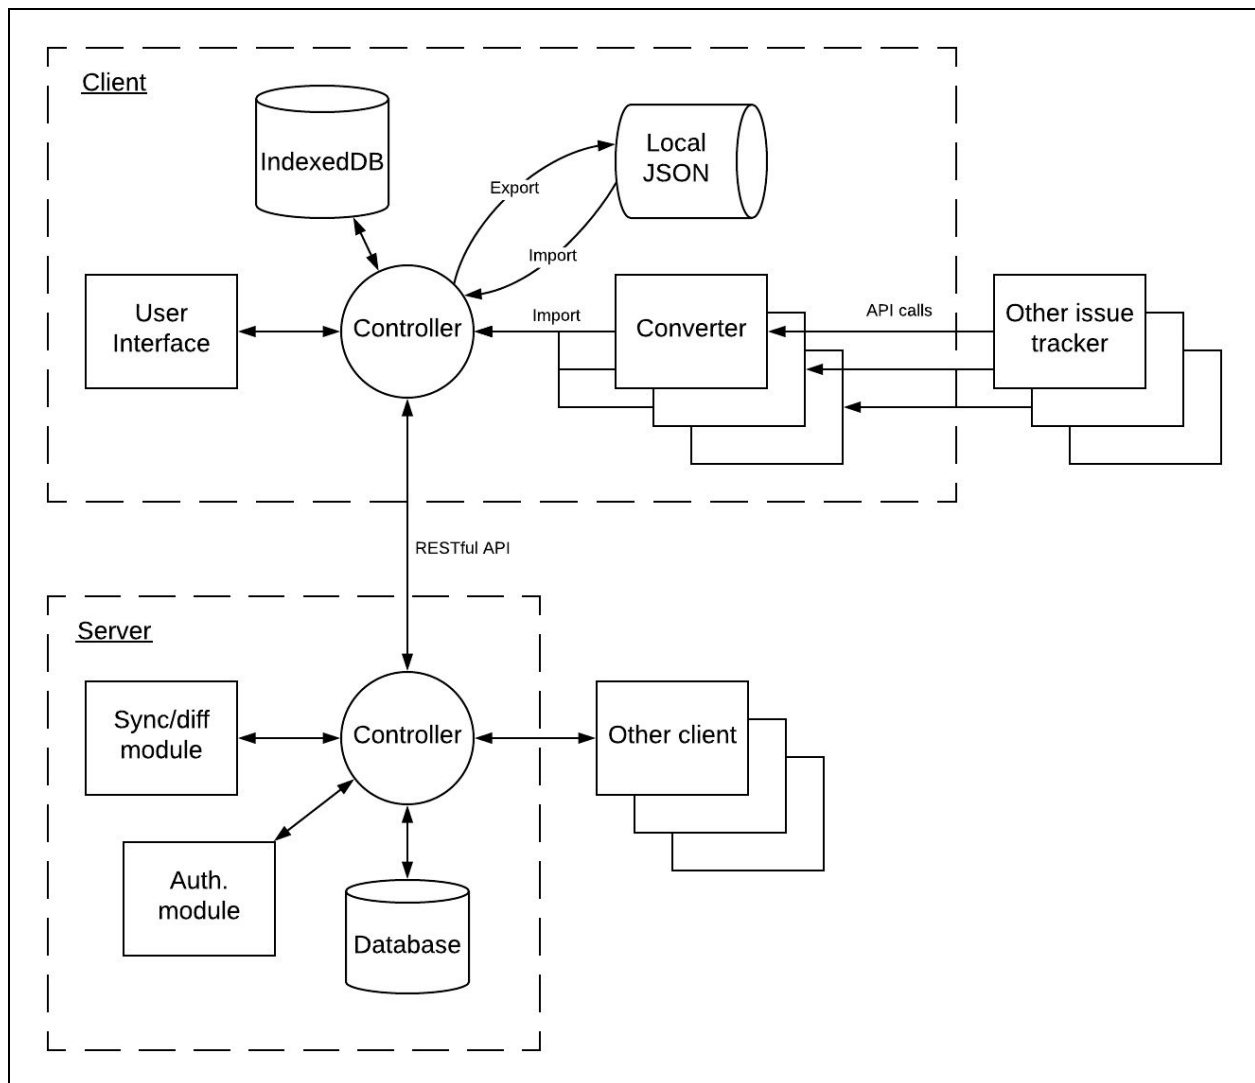 Client
IndexedDB
Local
JSON
Export
Import
User
Interface
Controller
Import
Converter
API calls
Other issue
tracker
RESTful API
Server
Sync/diff
module
Controller
Other client
Auth.
module
Database